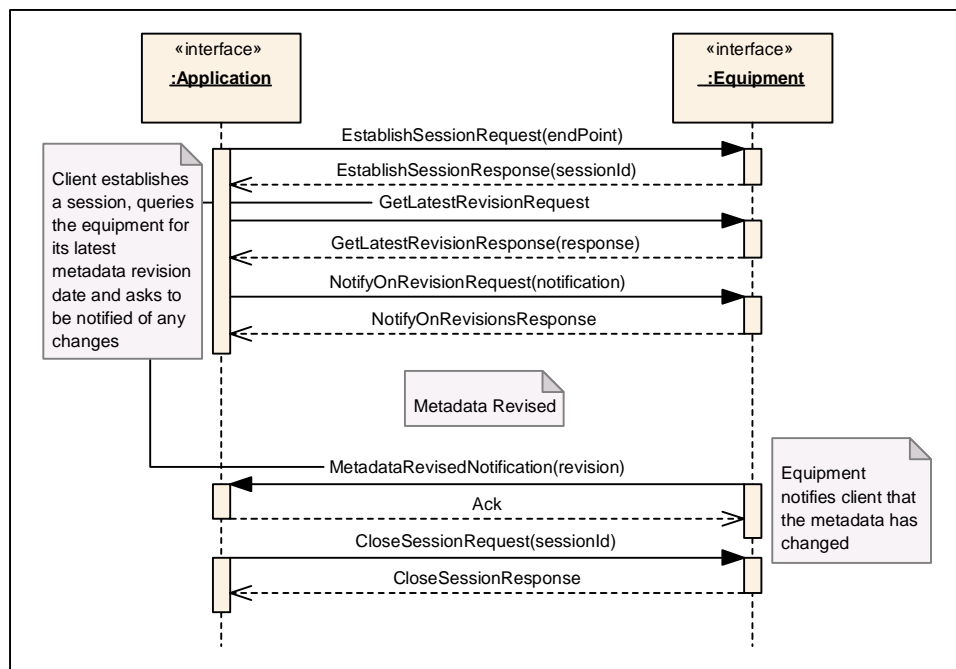 «interface»
:Application
«interface»
:Equipment
EstablishSessionRequest(endPoint)
EstablishSessionResponse(sessionId)
Client establishes
a session, queries
the equipment for
its latest
metadata revision
date and asks to
be notified of any
changes
GetLatestRevisionRequest
GetLatestRevisionResponse(response)
NotifyOnRevisionRequest(notification)
NotifyOnRevisionsResponse
Metadata Revised
MetadataRevisedNotification(revision)
Equipment
notifies client that
the metadata has
changed
Ack
CloseSessionRequest(sessionId)
CloseSessionResponse